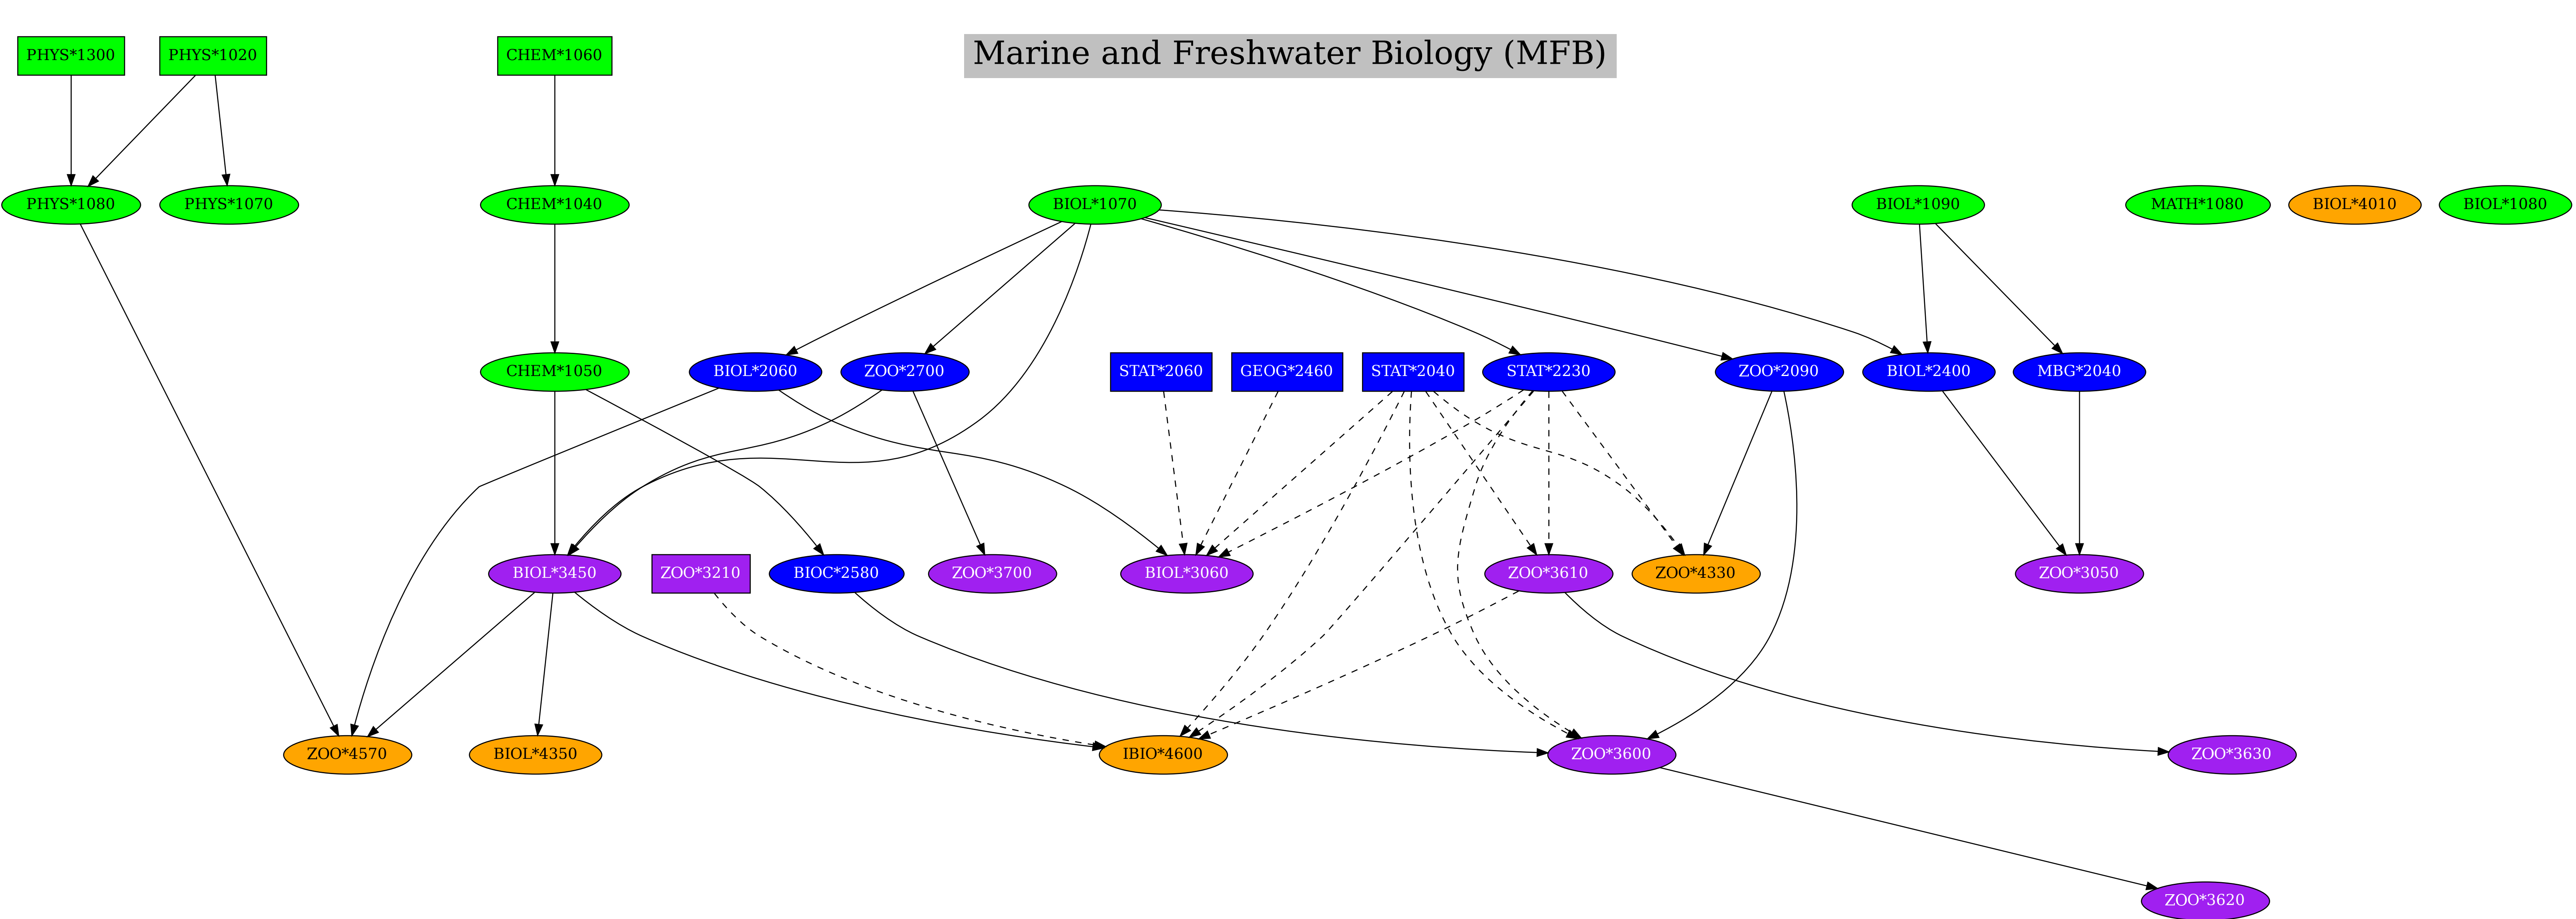 Marine and Freshwater Biology (MFB)
PHYS*1300
PHYS*1020
CHEM*1060
PHYS*1080
PHYS*1070
CHEM*1040
BIOL*1070
BIOL*1090
MATH*1080
BIOL*4010
BIOL*1080
CHEM*1050
BIOL*2060
ZOO*2700
STAT*2060
GEOG*2460
STAT*2040
STAT*2230
ZOO*2090
BIOL*2400
MBG*2040
BIOL*3450
ZOO*3210
BIOC*2580
ZOO*3700
BIOL*3060
ZOO*3610
ZOO*4330
ZOO*3050
ZOO*4570
BIOL*4350
IBIO*4600
ZOO*3600
ZOO*3630
ZOO*3620